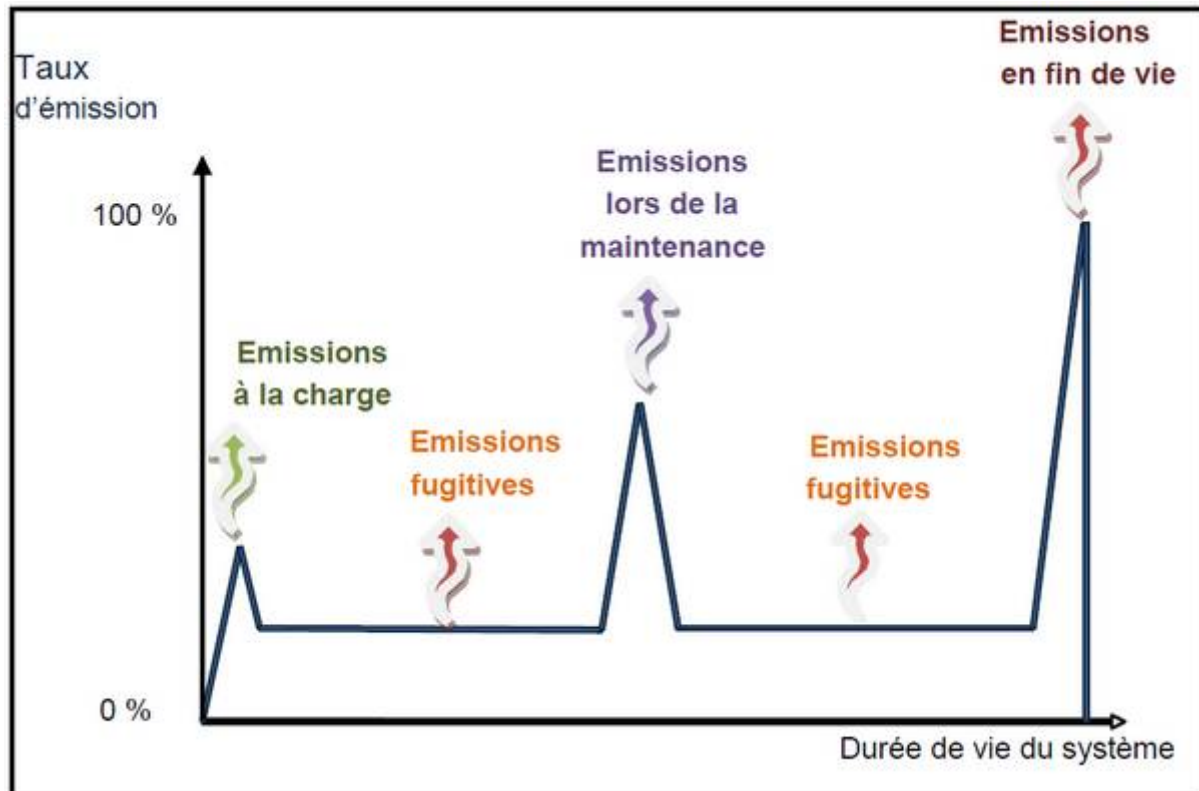 Taux
d'émission
100 %
0 %
Emissions
à la charge
Emissions
fugitives
Emissions
lors de la
maintenance
Emissions
fugitives
Emissions
en fin de vie
Durée de vie du système